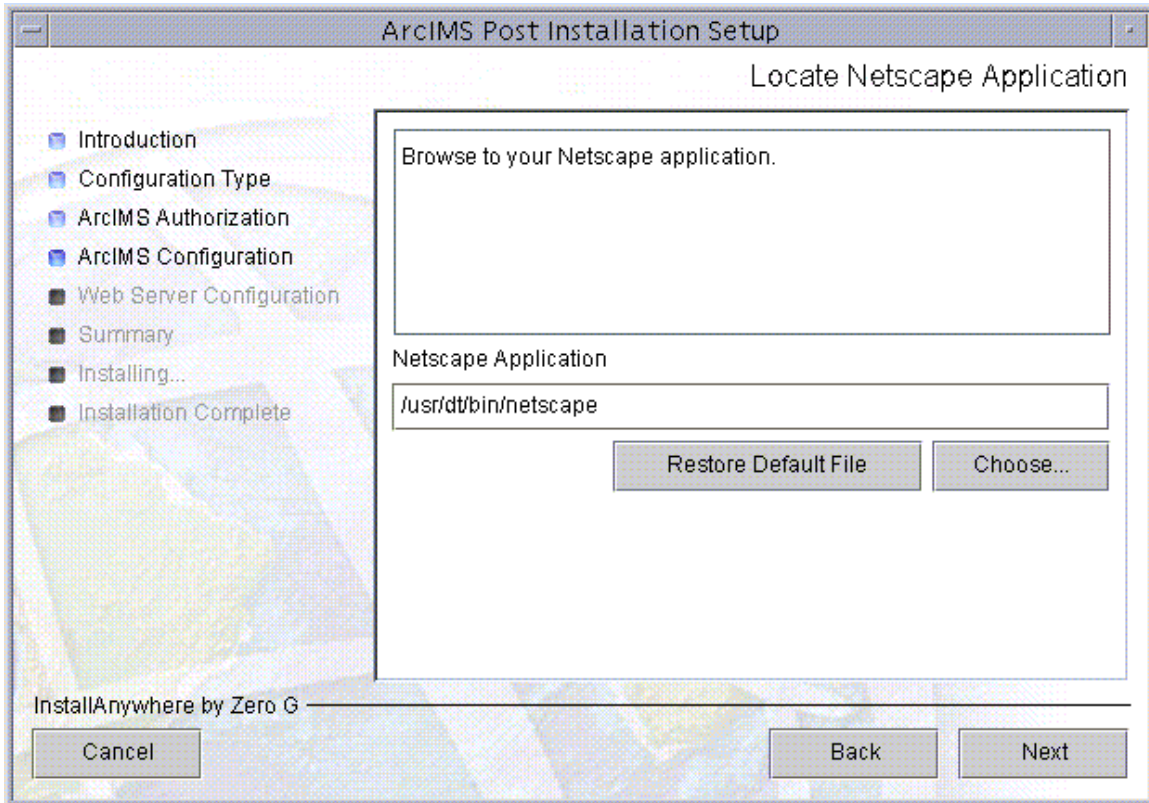 ArcIMS Post Installation Setup
Locate Netscape Application
Introduction
Configuration Type
ArcIMS Authorization
ArcIMS Configuration
Web Server Configuration
Summary
Installing...
Installation Complete
Browse to your Netscape application.
Netscape Application
/usr/dt/bin/netscape
Restore Default File
Choose...
InstallAnywhere by Zero G
Cancel
Back
Next